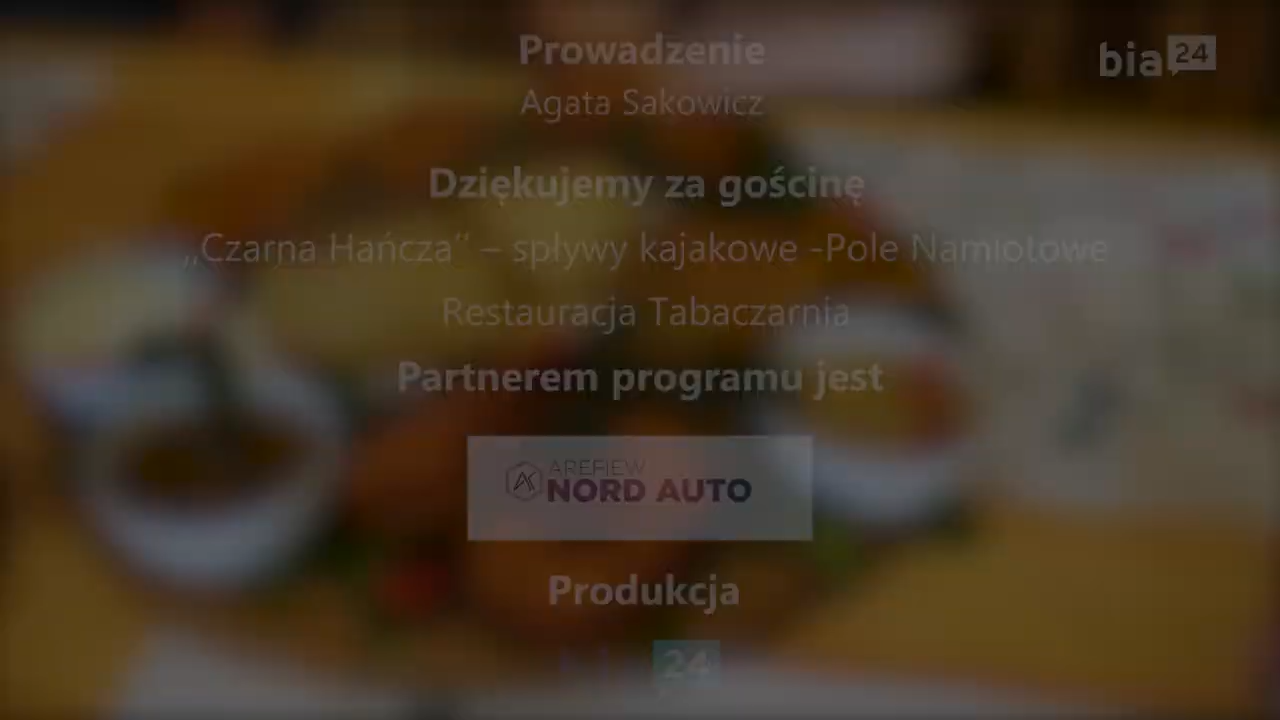 Prowadzenie
bia24
Agata Sakowicz
Dziękujemy za gościnę
„Czarna Hańcza” – spływy kajakowe -Pole Namiotowe
Restauracja Tabaczarnia
Partnerem programu jest
AREFIEW
NORD AUTO
Produkcja
24